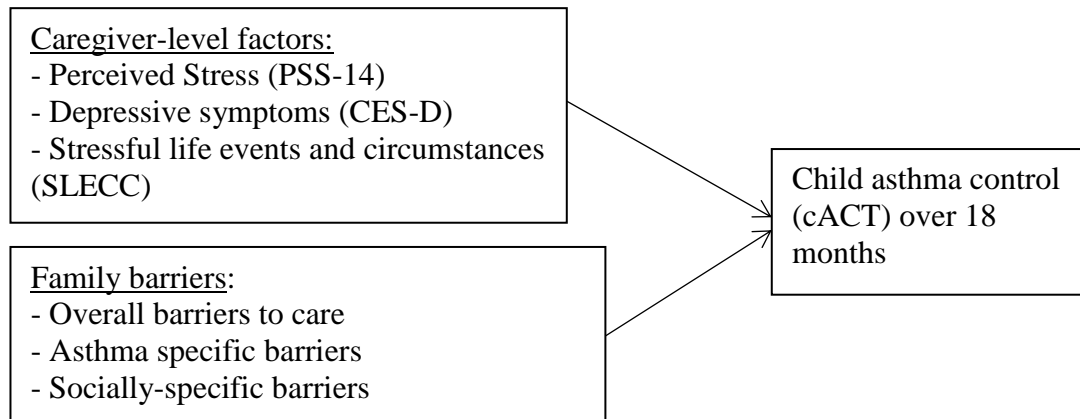 Caregiver-level factors:
- Perceived Stress (PSS-14)
- Depressive symptoms (CES-D)
- Stressful life events and circumstances
(SLECC)
Family barriers:
- Overall barriers to care
- Asthma specific barriers
- Socially-specific barriers
Child asthma control
(cACT) over 18
months